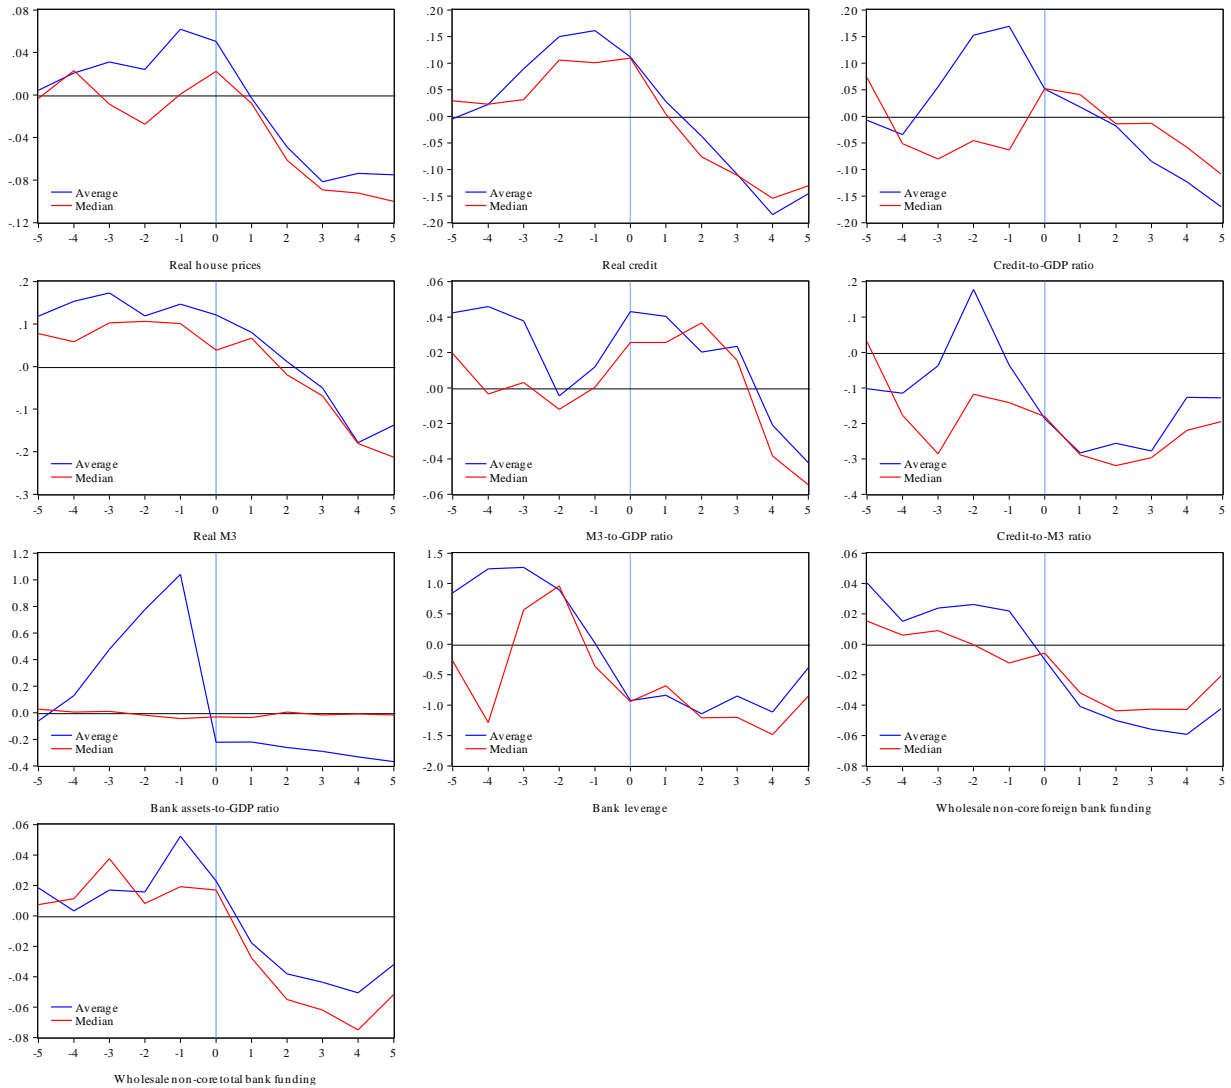 .08
.04
.00
-.04
-.08
-.12
Average
Median
-5 -4 -3 -2 -1 0 1 2 3 4 5
Real house prices
.20
.15
.10
.05
.00
-.05
-.10
-.15
-.20
Average
Median
-5 -4 -3 -2 -1 0 1 2 3 4 5
Real credit
.20
.15
.10
.05
.00
-.05
-.10
-.15
-.20
Average
Median
-5 -4 -3 -2 -1 0 1 2 3 4 5
Credit-to-GDP ratio
.2
.1
.0
-.1
-.2
-.3
Average
Median
-5 -4 -3 -2 -1 0 1 2 3 4 5
Real M3
.06
.04
.02
.00
-.02
-.04
-.06
Average
Median
-5 -4 -3 -2 -1 0 1 2 3 4 5
M3-to-GDP ratio
.2
.1
.0
-.1
-.2
-.3
-.4
Average
Median
-5 -4 -3 -2 -1 0 1 2 3 4 5
Credit-to-M3 ratio
1.2
1.0
0.8
0.6
0.4
0.2
0.0
-0.2
-0.4
Average
Median
-5 -4 -3 -2 -1 0 1 2 3 4 5
Bank assets-to-GDP ratio
1.5
1.0
0.5
0.0
-0.5
-1.0
-1.5
-2.0
Average
Median
-5 -4 -3 -2 -1 0 1 2 3 4 5
Bank leverage
.06
.04
.02
.00
-.02
-.04
-.06
-.08
Average
Median
-5 -4 -3 -2 -1 0 1 2 3 4 5
Wholesale non-core foreign bank funding
.06
.04
.02
.00
-.02
-.04
-.06
-.08
Average
Median
-5 -4 -3 -2 -1 0 1 2 3 4 5
Wholesale non-core total bank funding